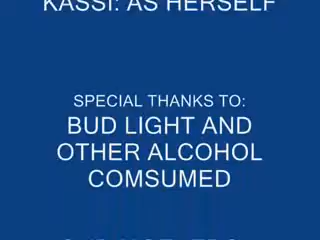 KASSI: AS HERSELF
SPECIAL THANKS TO:
BUD LIGHT AND
OTHER ALCOHOL
COMSUMED